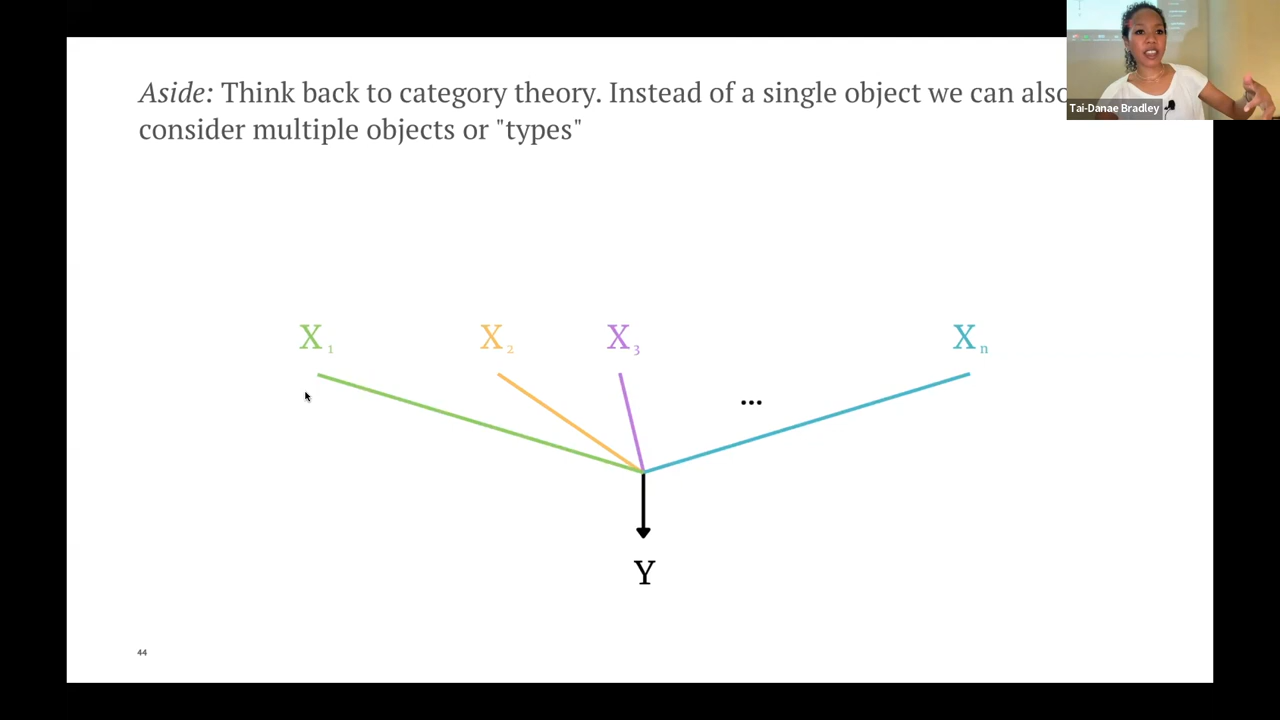 Aside: Think back to category theory. Instead of a single object we can also
consider multiple objects or "types"
Tai-Danae Bradley
X₁ X₂ X₃ Xₙ
...
Y
44